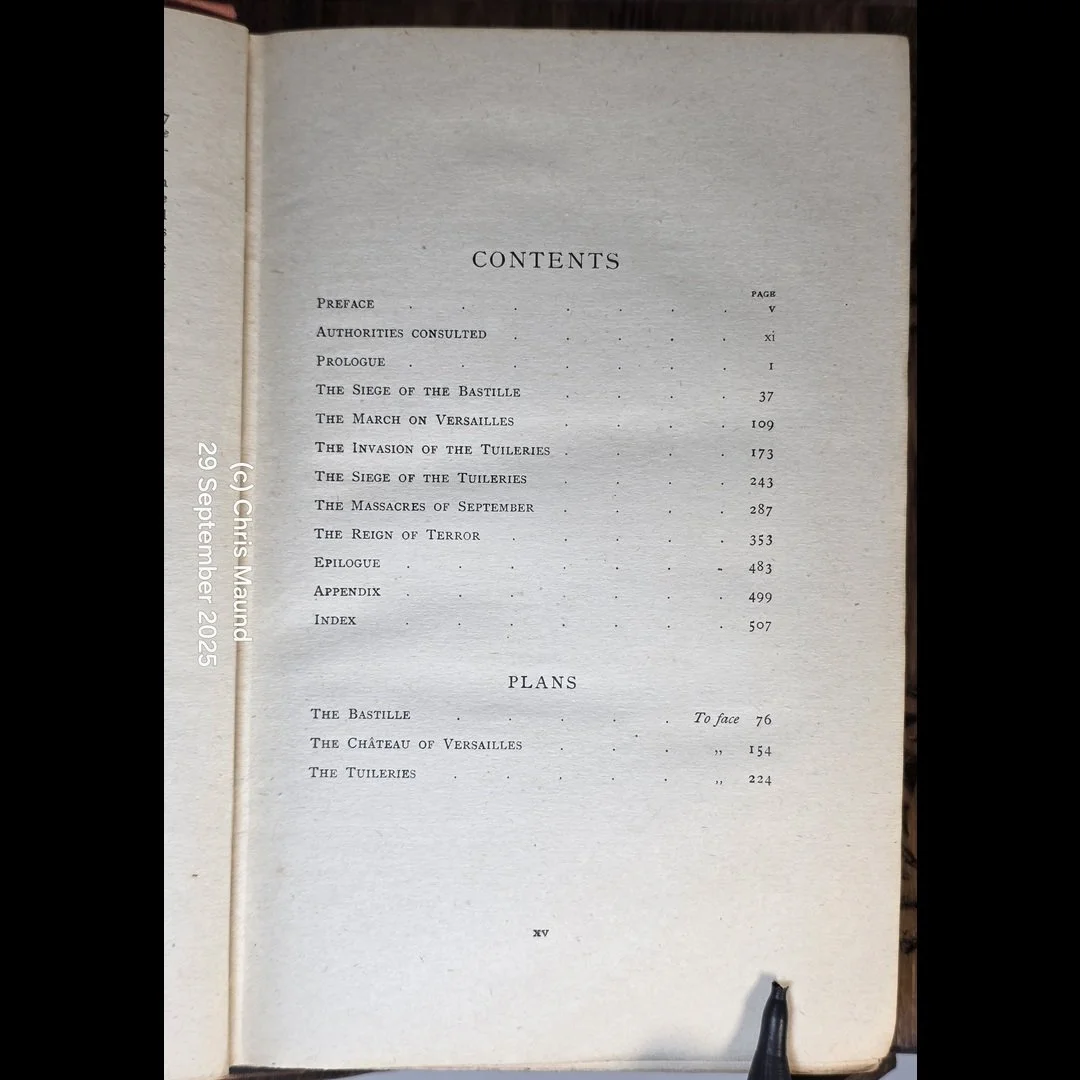 CONTENTS
PAGE
PREFACE . . . . . . . v
AUTHORITIES CONSULTED . . . . . xi
PROLOGUE . . . . . . . 1
THE SIEGE OF THE BASTILLE . . . . 37
THE MARCH ON VERSAILLES . . . . 109
THE INVASION OF THE TUILERIES . . . 173
THE SIEGE OF THE TUILERIES . . . . 243
THE MASSACRES OF SEPTEMBER . . . 287
THE REIGN OF TERROR . . . . . 353
EPILOGUE . . . . . . - 483
APPENDIX . . . . . . . 499
INDEX . . . . . . . 507
PLANS
THE BASTILLE . . . . . To face 76
THE CHÂTEAU OF VERSAILLES . . . ,, 154
THE TUILERIES . . . . . ,, 224
xv
(c) Chris Maund
29 September 2025